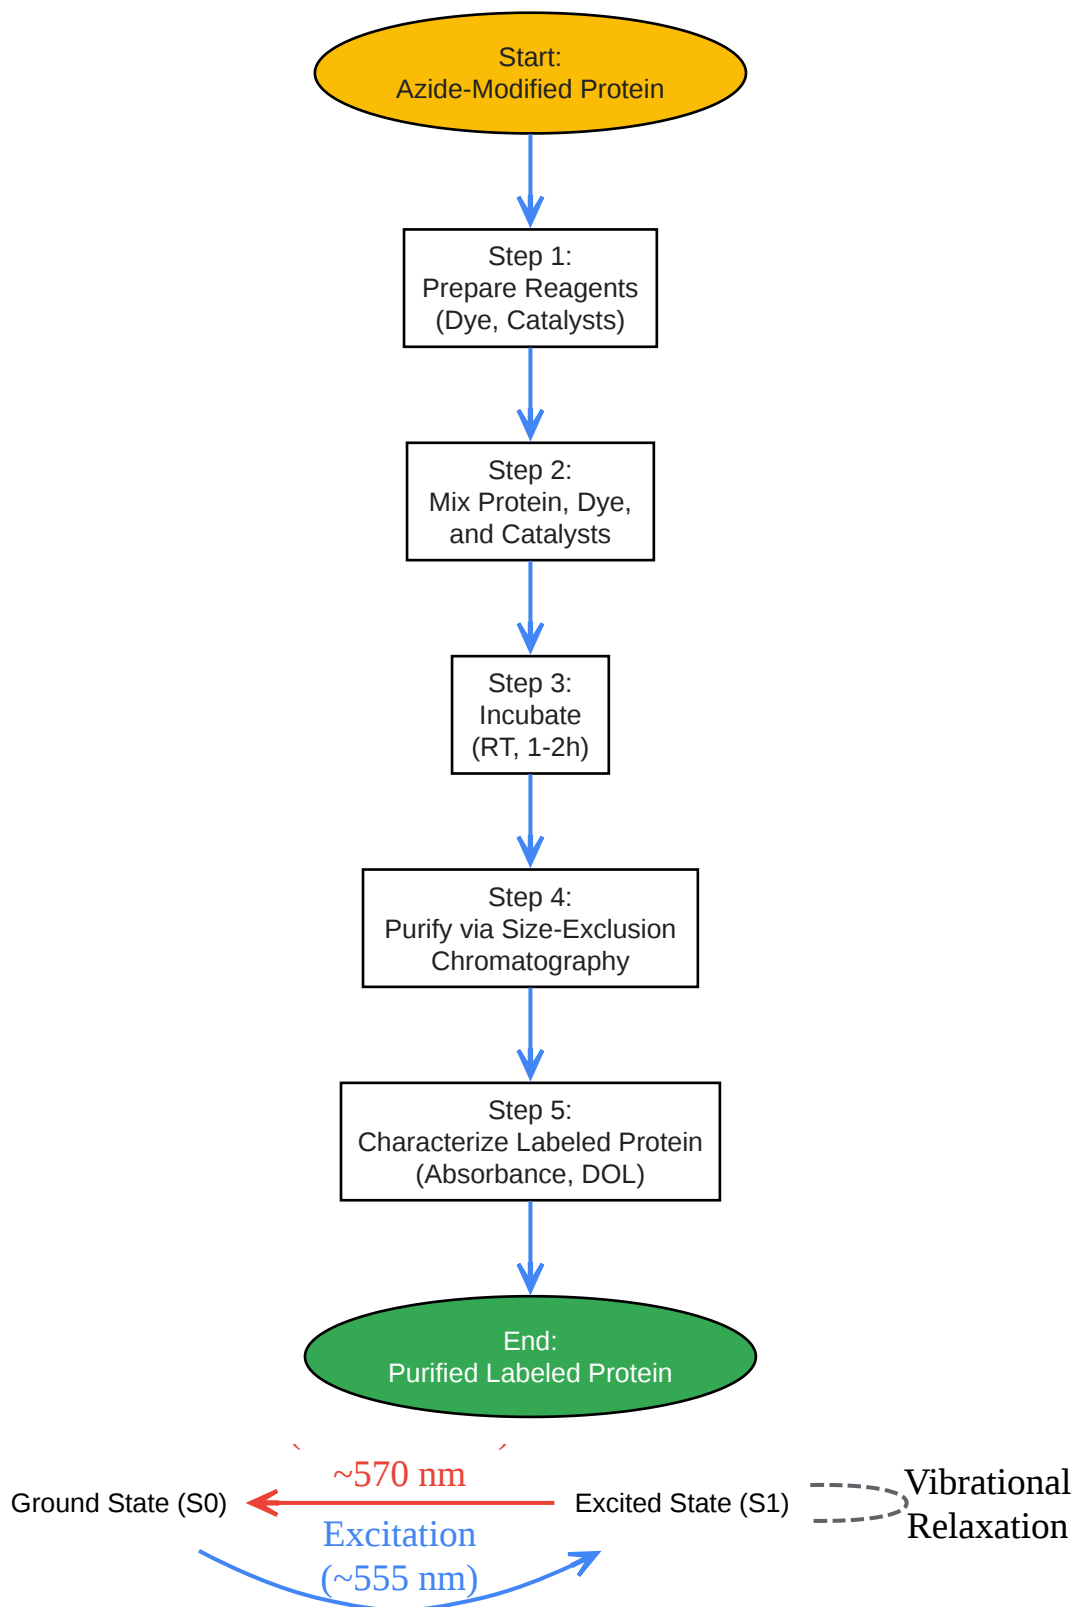 Start:
Azide-Modified Protein
Step 1:
Prepare Reagents
(Dye, Catalysts)
Step 2:
Mix Protein, Dye,
and Catalysts
Step 3:
Incubate
(RT, 1-2h)
Step 4:
Purify via Size-Exclusion
Chromatography
Step 5:
Characterize Labeled Protein
(Absorbance, DOL)
End:
Purified Labeled Protein
~570 nm
Ground State (S0)
Excited State (S1)
Vibrational
Relaxation
Excitation
(~555 nm)